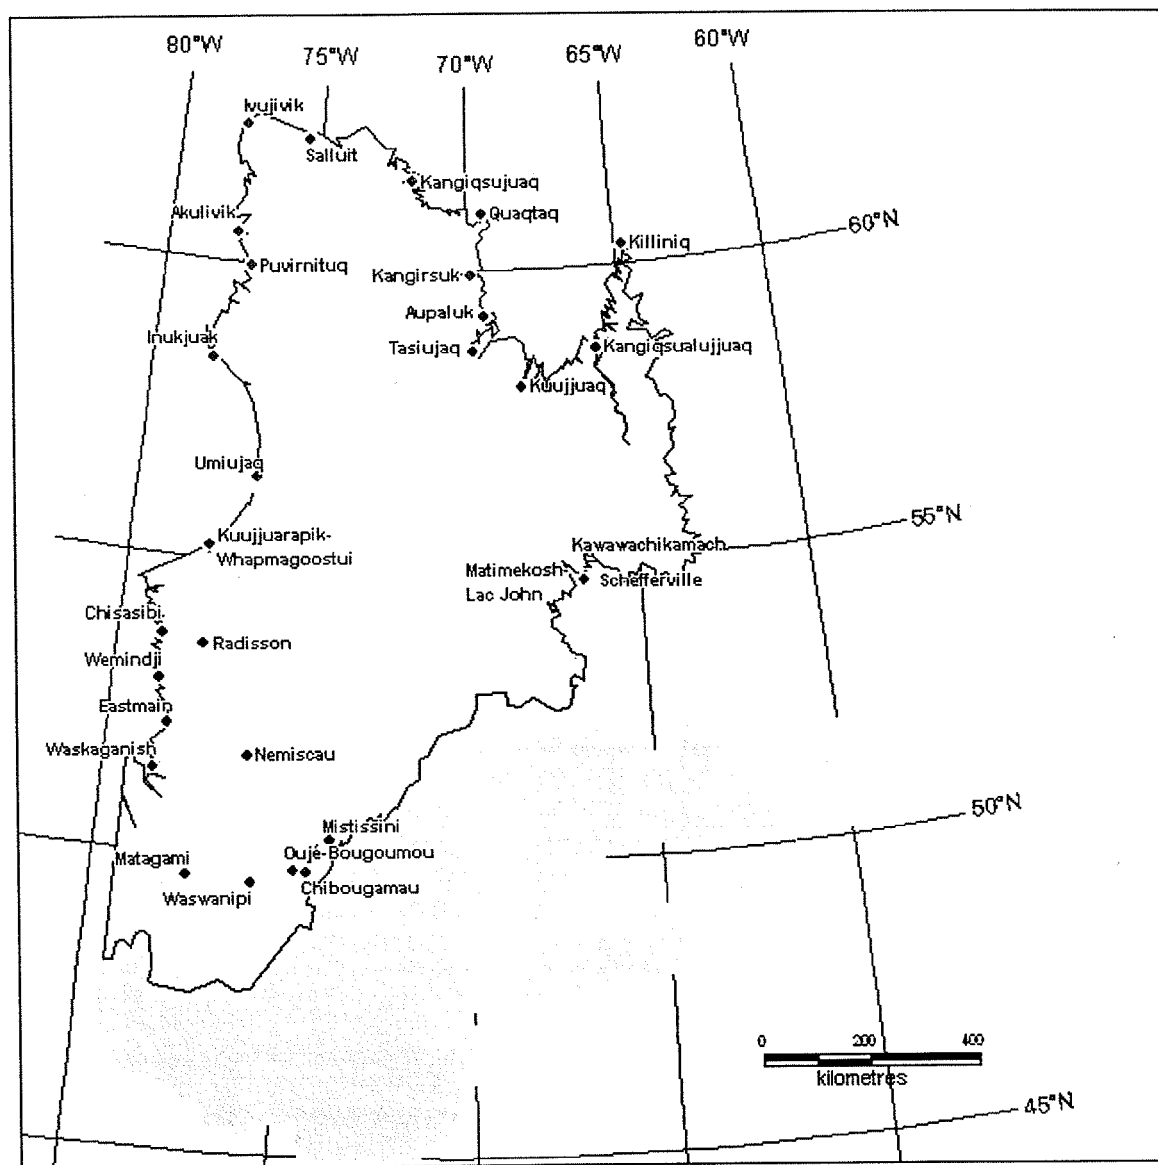 80°W
75°W
70°W
65°W
60°W
Ivujivik
Salluit
Kangiqsujuaq
Akulivik
Quaqtaq
60°N
Killiniq
Puvirnituq
Kangirsuk
Aupaluk
Inukjuak
Tasiujaq
Kangiqsualujjuaq
Kuujjuaq
Umiujaq
55°N
Kuujjuarapik-
Whapmagoostui
Kawawachikamach
Matimekosh-
Lac John
Schefferville
Chisasibi
Radisson
Wemindji
Eastmain
Waskaganish
Nemiscau
50°N
Mistissini
Oujé-Bougoumou
Matagami
Chibougamau
Waswanipi
0 200 400
kilometres
45°N